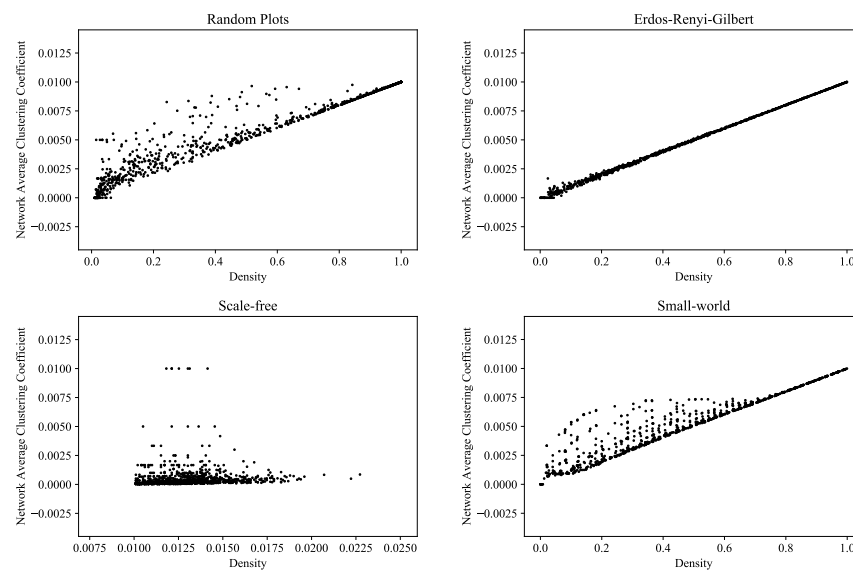 Random Plots
Network Average Clustering Coefficient
0.0125
0.0100
0.0075
0.0050
0.0025
0.0000
−0.0025
0.0 0.2 0.4 0.6 0.8 1.0
Density
Erdos-Renyi-Gilbert
Network Average Clustering Coefficient
0.0125
0.0100
0.0075
0.0050
0.0025
0.0000
−0.0025
0.0 0.2 0.4 0.6 0.8 1.0
Density
Scale-free
Network Average Clustering Coefficient
0.0125
0.0100
0.0075
0.0050
0.0025
0.0000
−0.0025
0.0075 0.0100 0.0125 0.0150 0.0175 0.0200 0.0225 0.0250
Density
Small-world
Network Average Clustering Coefficient
0.0125
0.0100
0.0075
0.0050
0.0025
0.0000
−0.0025
0.0 0.2 0.4 0.6 0.8 1.0
Density